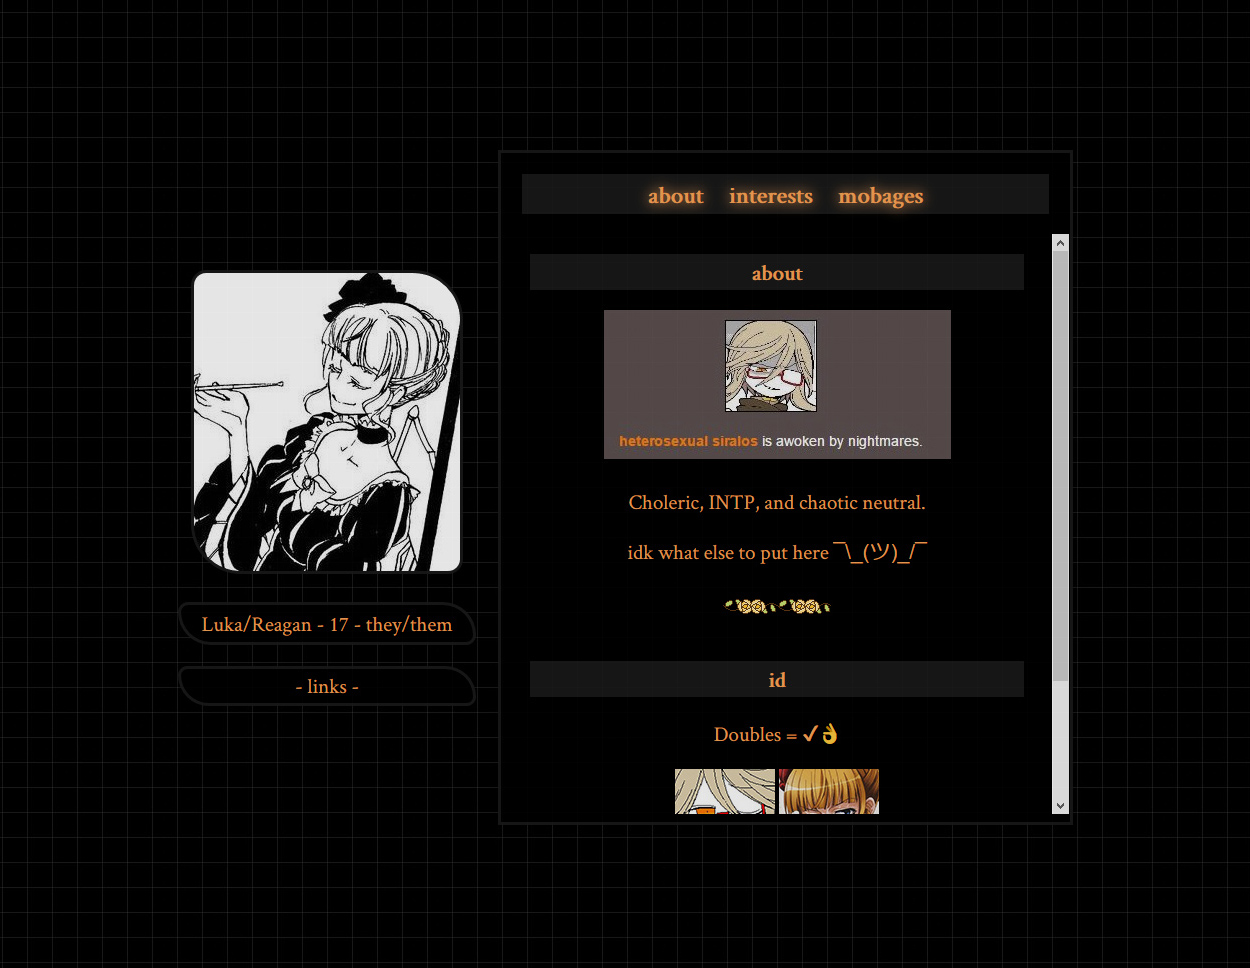 about interests mobages
about
heterosexual siralos is awoken by nightmares.
Choleric, INTP, and chaotic neutral.
idk what else to put here ¯\_(ツ)_/¯
Luka/Reagan - 17 - they/them
- links -
id
Doubles = ✓👌